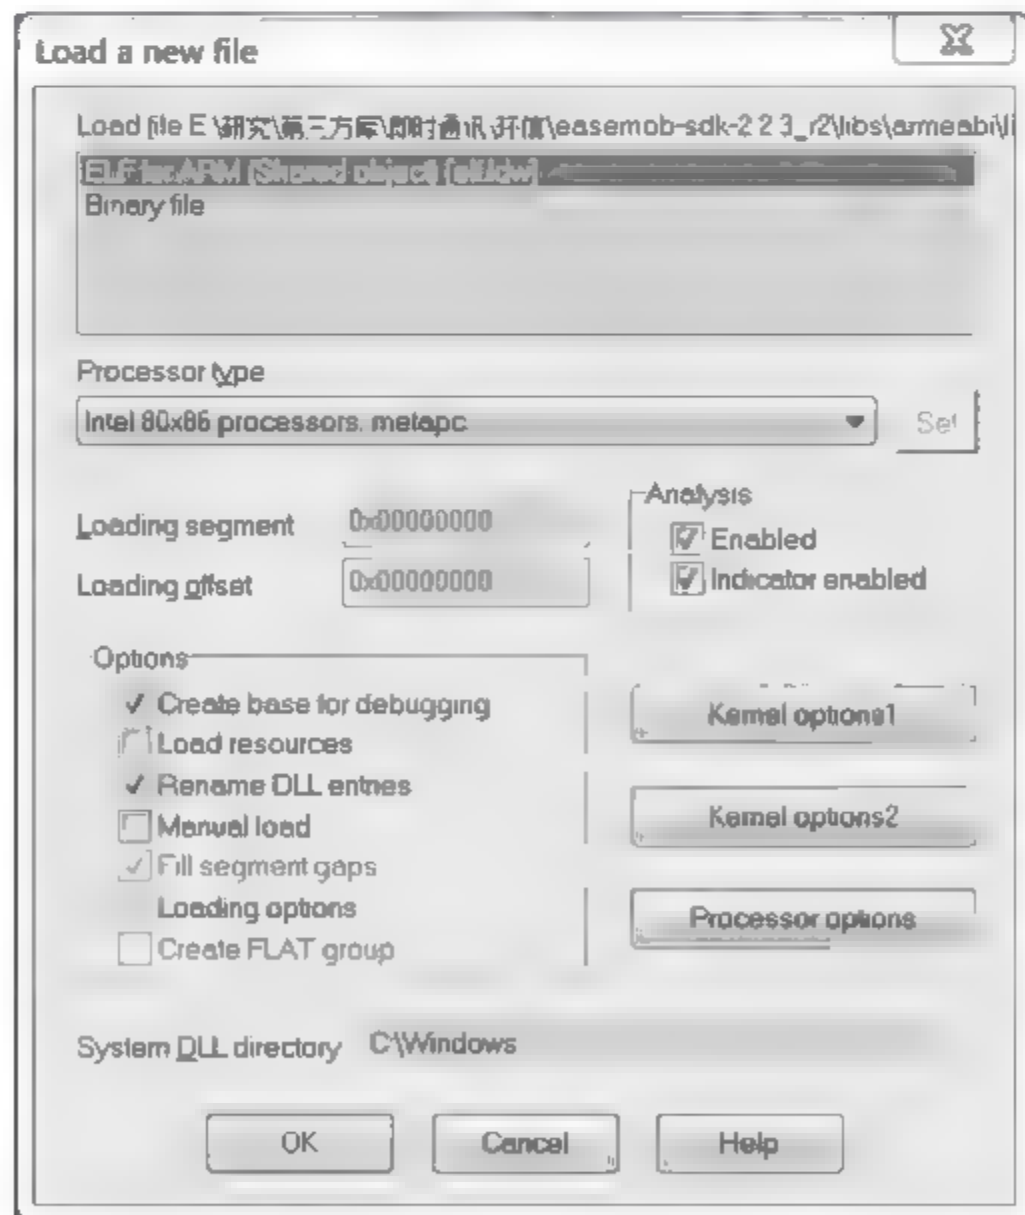 Load a new file
Load file E \研究\第三方库\即时通讯\环信\easemob-sdk-2 2 3_r2\libs\armeabi\li
ELF for ARM (Shared object) [elf.ldw]
Binary file
Processor type
Intel 80x86 processors. metapc
Set
Loading segment
0x00000000
Loading offset
0x00000000
Analysis
Enabled
Indicator enabled
Options
Create base for debugging
Load resources
Rename DLL entries
Manual load
Fill segment gaps
Loading options
Create FLAT group
Kernel options1
Kernel options2
Processor options
System DLL directory
C:\Windows
OK
Cancel
Help